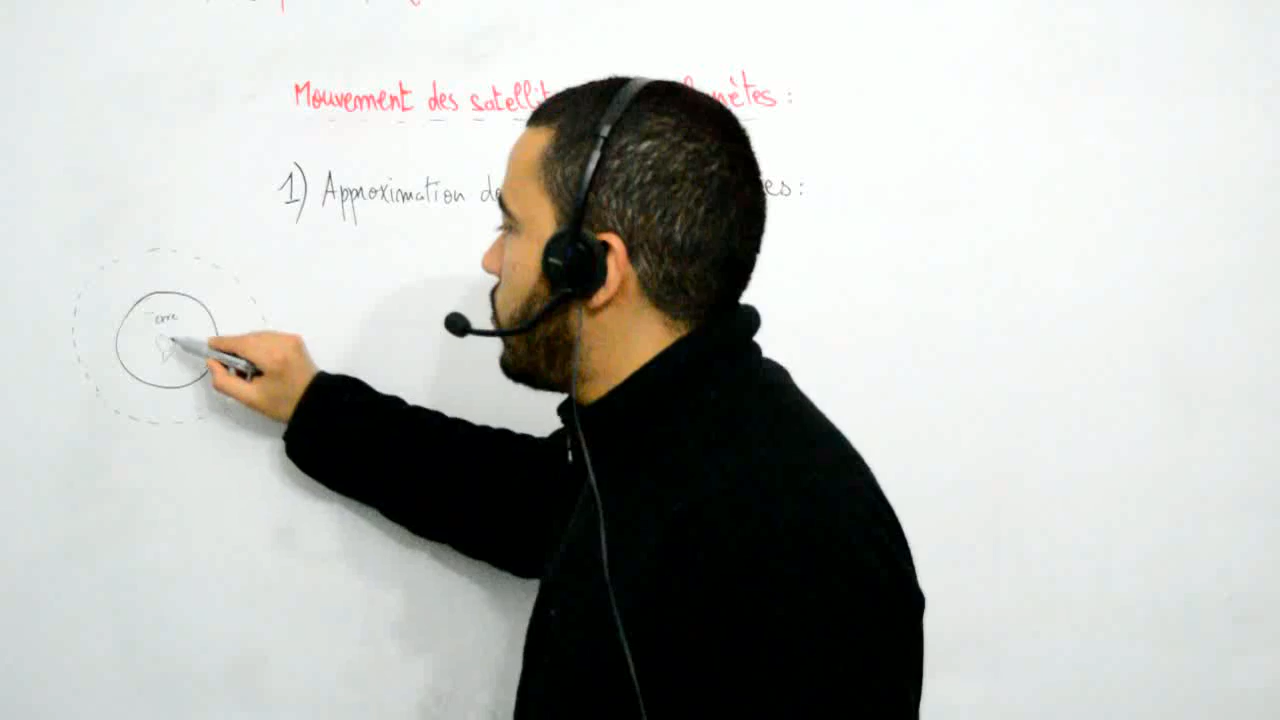 Mouvement des satellit nètes :
1) Approximation de es :
Terre